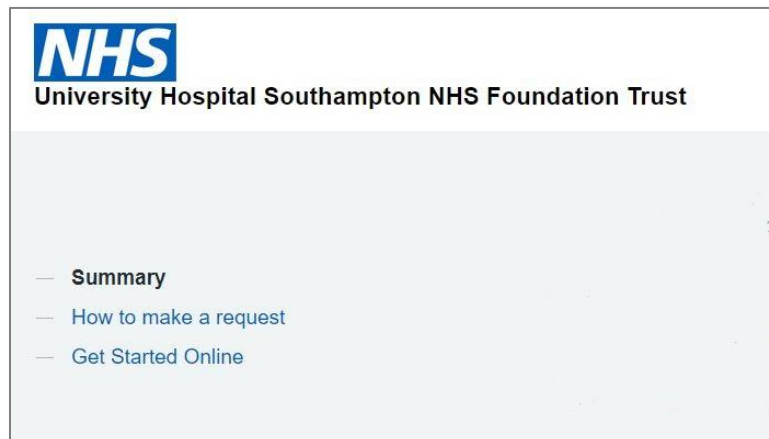 NHS
University Hospital Southampton NHS Foundation Trust
— Summary
— How to make a request
— Get Started Online